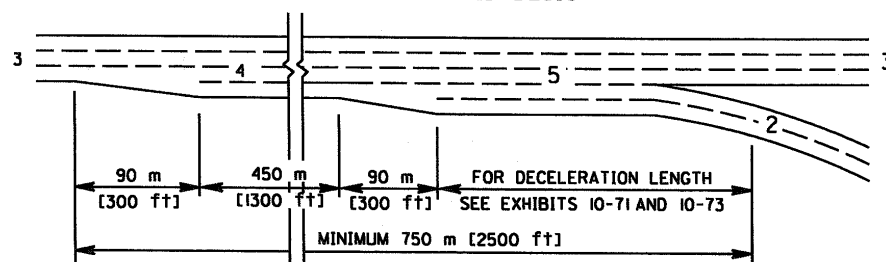 3 4 5 3
2
90 m 450 m 90 m FOR DECELERATION LENGTH
[300 ft] [1300 ft] [300 ft] SEE EXHIBITS 10-71 AND 10-73
MINIMUM 750 m [2500 ft]